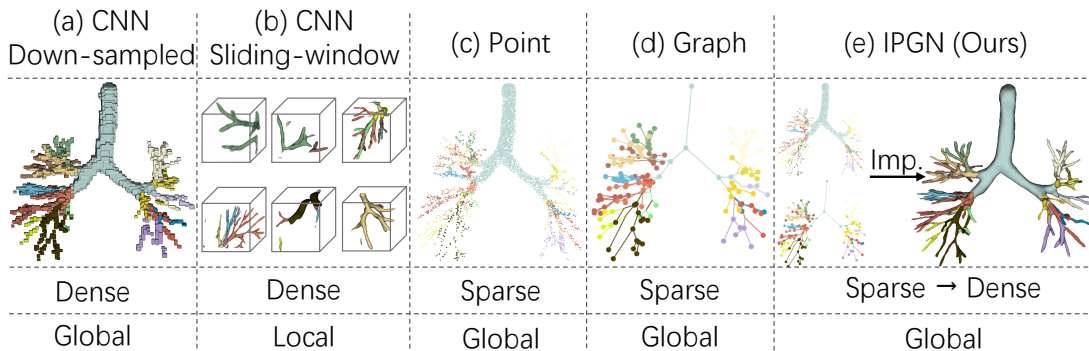 (a) CNN
Down-sampled
(b) CNN
Sliding-window
(c) Point
(d) Graph
(e) IPGN (Ours)
Imp.
Dense
Dense
Sparse
Sparse
Sparse → Dense
Global
Local
Global
Global
Global